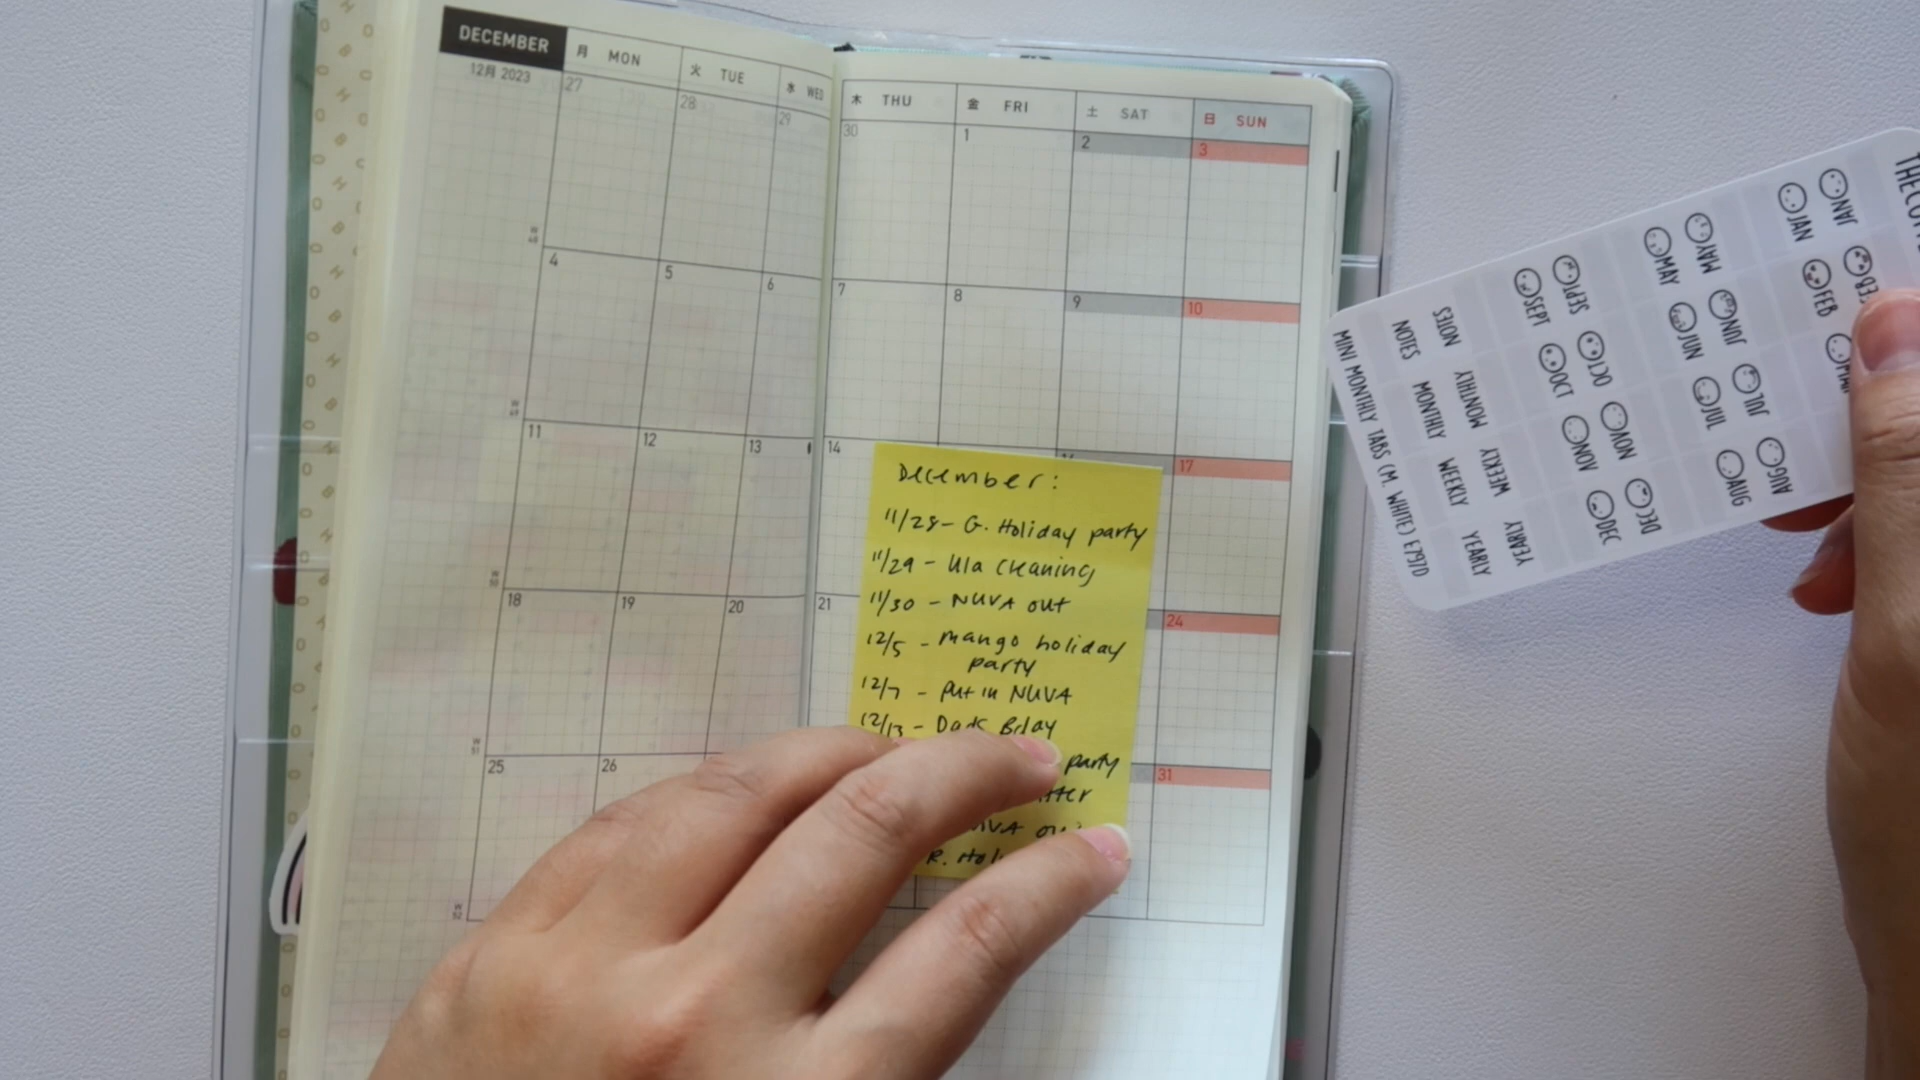 DECEMBER
12月 2023
月 MON
火 TUE
水 WED
木 THU
金 FRI
土 SAT
日 SUN
27 28 29 30 1 2 3
4 5 6 7 8 9 10
11 12 13 14 17
18 19 20 21 24
25 26 31
December:
11/28 - G. Holiday party
11/29 - Ula cleaning
11/30 - NUVA out
12/5 - mango holiday
party
12/7 - put in NUVA
12/13 - Bday
party
R.
JAN FEB
JAN FEB
MAY JUN JUL AUG
MAY JUN JUL AUG
SEPT OCT NOV DEC
SEPT OCT NOV DEC
NOTES MONTHLY WEEKLY YEARLY
NOTES MONTHLY WEEKLY YEARLY
MINI MONTHLY TABS (M. WHITE) E797D